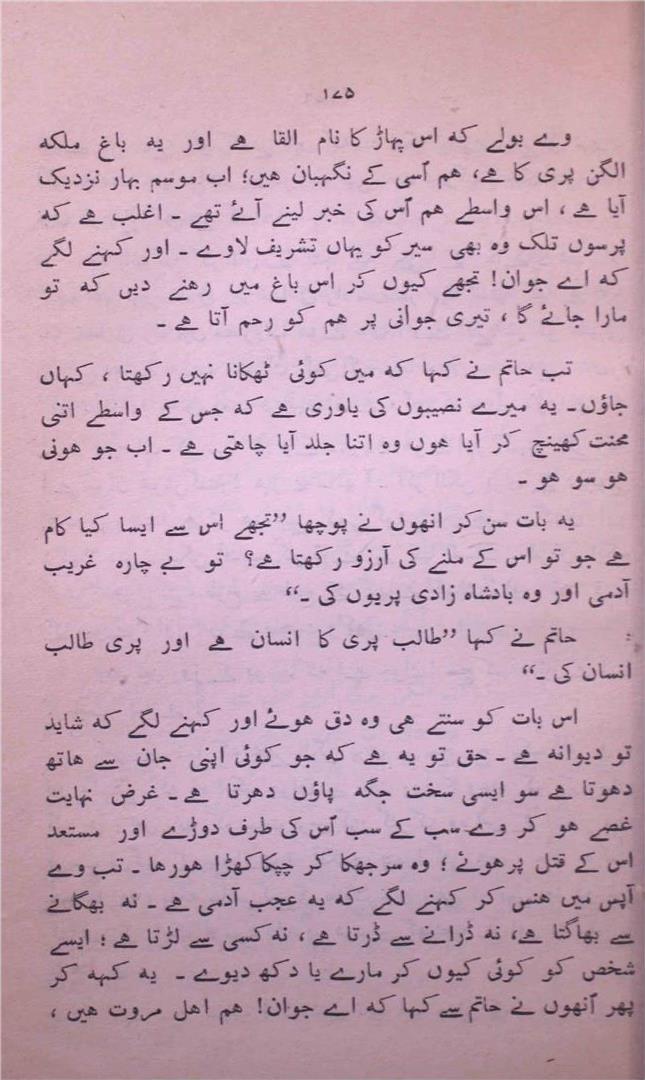 ۱۷۵
وے بولے کہ اس پہاڑ کا نام القا ہے اور یہ باغ ملکہ
الگن پری کا ہے، ہم اُسی کے نگہبان ہیں؛ اب موسم بہار نزدیک
آیا ہے، اس واسطے ہم اُس کی خبر لینے آئے تھے ۔ اغلب ہے کہ
پرسوں تلک وہ بھی سیر کو یہاں تشریف لاوے ۔ اور کہنے لگے
کہ اے جوان! تجھے کیوں کر اس باغ میں رہنے دیں کہ تو
مارا جائے گا ، تیری جوانی پر ہم کو رحم آتا ہے ۔
تب حاتم نے کہا کہ میں کوئی ٹھکانا نہیں رکھتا ، کہاں
جاؤں ۔ یہ میرے نصیبوں کی یاوری ہے کہ جس کے واسطے اتنی
محنت کھینچ کر آیا ہوں وہ اتنا جلد آیا چاہتی ہے ۔ اب جو ہونی
ہو سو ہو ۔
یہ بات سن کر انھوں نے پوچھا ”تجھے اس سے ایسا کیا کام
ہے جو تو اس کے ملنے کی آرزو رکھتا ہے؟ تو بے چارہ غریب
آدمی اور وہ بادشاہ زادی پریوں کی ۔“
حاتم نے کہا ”طالب پری کا انسان ہے اور پری طالب
انسان کی ۔“
اس بات کو سنتے ہی وہ دق ہوئے اور کہنے لگے کہ شاید
تو دیوانہ ہے ۔ حق تو یہ ہے کہ جو کوئی اپنی جان سے ہاتھ
دھوتا ہے سو ایسی سخت جگہ پاؤں دھرتا ہے ۔ غرض نہایت
غصے ہو کر وے سب کے سب اُس کی طرف دوڑے اور مستعد
اس کے قتل پر ہوئے ؛ وہ سر جھکا کر چپکا کھڑا ہو رہا ۔ تب وے
آپس میں ہنس کر کہنے لگے کہ یہ عجب آدمی ہے ۔ نہ بھگانے
سے بھاگتا ہے، نہ ڈرانے سے ڈرتا ہے ، نہ کسی سے لڑتا ہے ؛ ایسے
شخص کو کوئی کیوں کر مارے یا دکھ دیوے ۔ یہ کہہ کر
پھر اُنھوں نے حاتم سے کہا کہ اے جوان! ہم اہل مروت ہیں ،